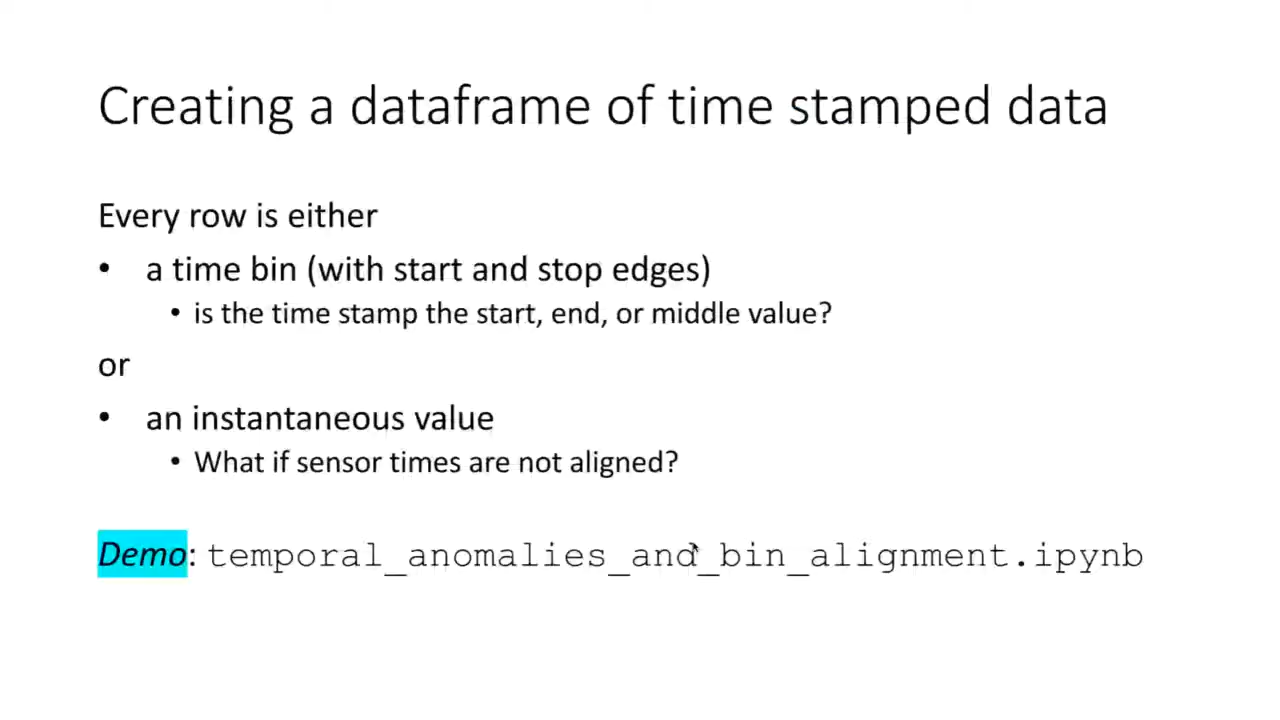 Creating a dataframe of time stamped data
Every row is either
• a time bin (with start and stop edges)
• is the time stamp the start, end, or middle value?
or
• an instantaneous value
• What if sensor times are not aligned?
Demo: temporal_anomalies_and_bin_alignment.ipynb